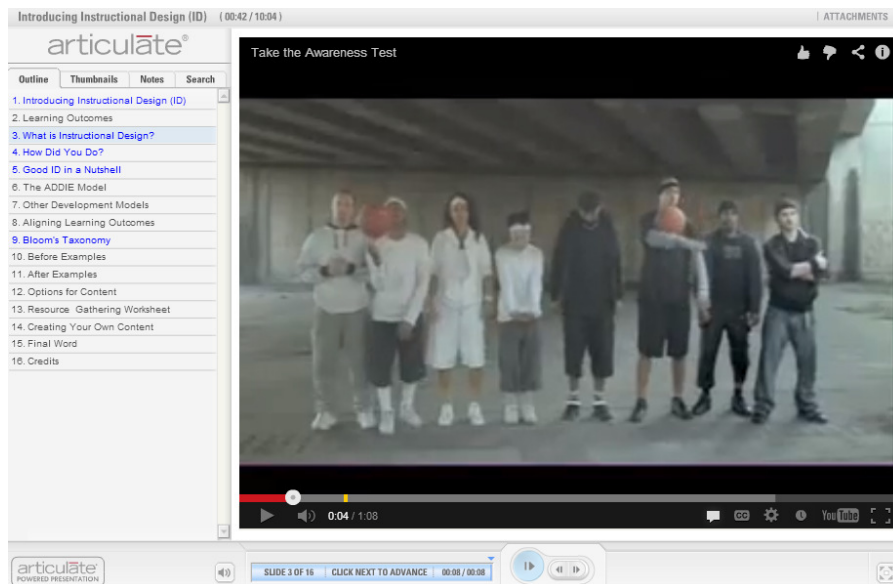 Introducing Instructional Design (ID) ( 00:42 / 10:04 )
ATTACHMENTS
articulate®
Outline Thumbnails Notes Search
1. Introducing Instructional Design (ID)
2. Learning Outcomes
3. What is Instructional Design?
4. How Did You Do?
5. Good ID in a Nutshell
6. The ADDIE Model
7. Other Development Models
8. Aligning Learning Outcomes
9. Bloom's Taxonomy
10. Before Examples
11. After Examples
12. Options for Content
13. Resource Gathering Worksheet
14. Creating Your Own Content
15. Final Word
16. Credits
Take the Awareness Test
0:04 / 1:08
CC
YouTube
articulate®
POWERED PRESENTATION
SLIDE 3 OF 16 CLICK NEXT TO ADVANCE 00:08 / 00:08